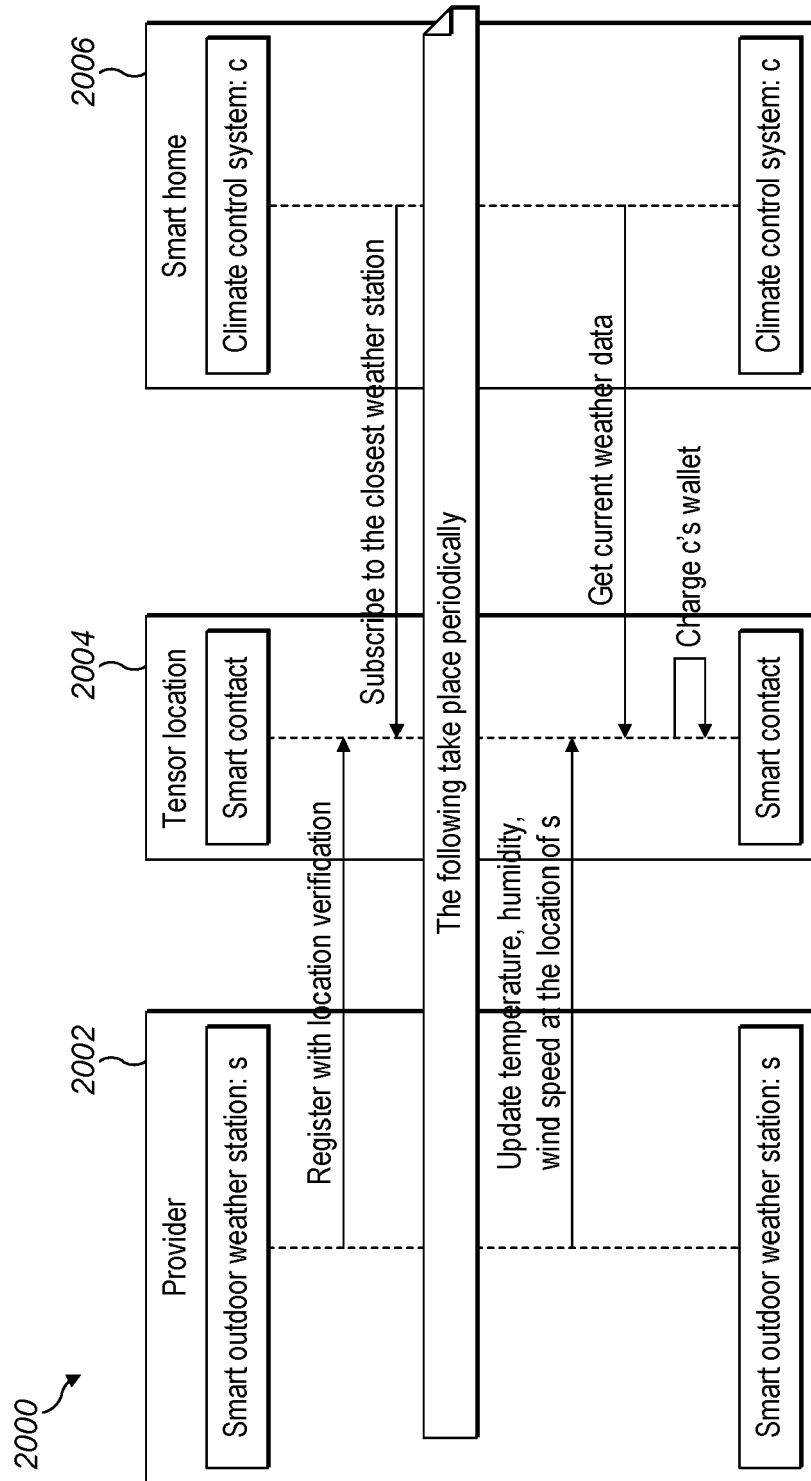 2000
2002
2004
2006
Provider
Tensor location
Smart home
Smart outdoor weather station: s
Smart contact
Climate control system: c
Register with location verification
Subscribe to the closest weather station
The following take place periodically
Update temperature, humidity,
wind speed at the location of s
Get current weather data
Charge c's wallet
Smart outdoor weather station: s
Smart contact
Climate control system: c